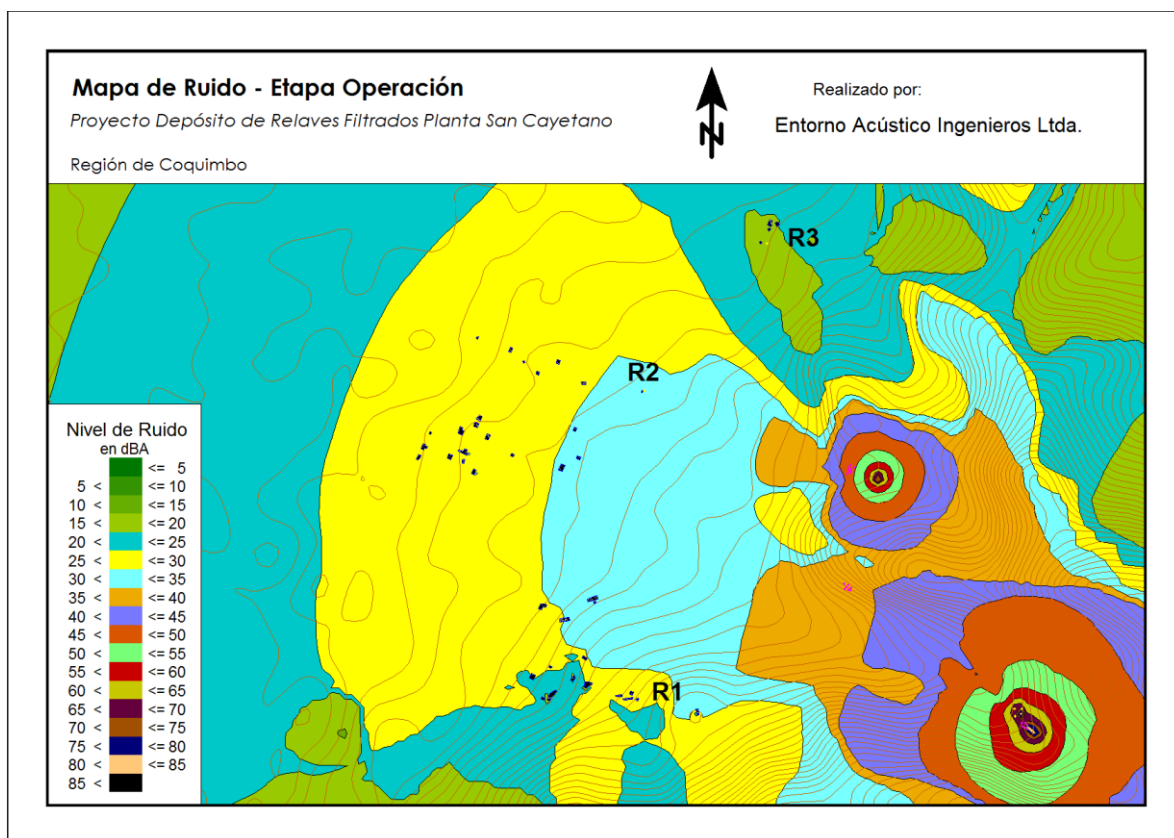 Mapa de Ruido - Etapa Operación
Proyecto Depósito de Relaves Filtrados Planta San Cayetano
Región de Coquimbo
N
Realizado por:
Entorno Acústico Ingenieros Ltda.
R3
R2
R1
Nivel de Ruido
en dBA
<= 5
5 < <= 10
10 < <= 15
15 < <= 20
20 < <= 25
25 < <= 30
30 < <= 35
35 < <= 40
40 < <= 45
45 < <= 50
50 < <= 55
55 < <= 60
60 < <= 65
65 < <= 70
70 < <= 75
75 < <= 80
80 < <= 85
85 <